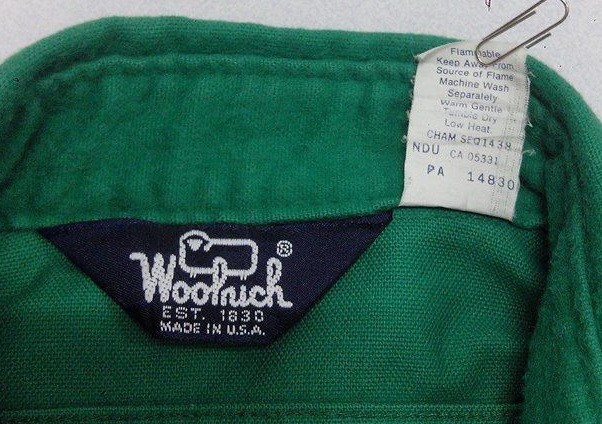 Flammable
Keep Away From
Source of Flame
Machine Wash
Separately
Warm Gentle
Tumble Dry
Low Heat.
CHAM SEQ1438
NDU CA 05331
PA 14830
Woolrich ®
EST. 1830
MADE IN U.S.A.